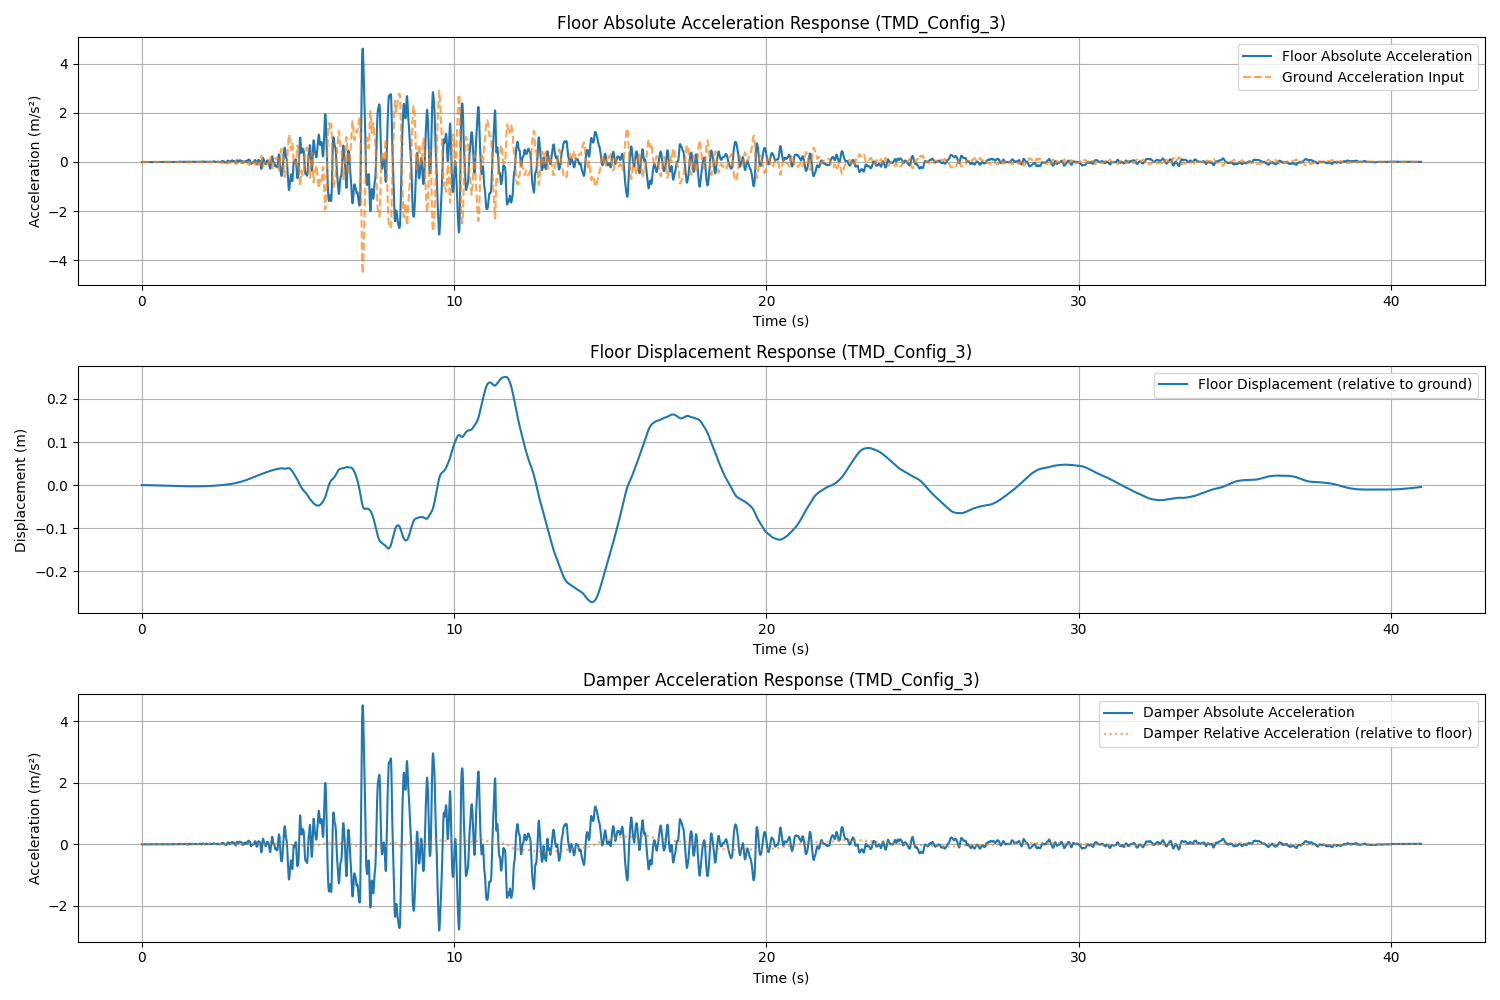 Floor Absolute Acceleration Response (TMD_Config_3)
Acceleration (m/s²)
4
2
0
−2
−4
Floor Absolute Acceleration
Ground Acceleration Input
0 10 20 30 40
Time (s)
Floor Displacement Response (TMD_Config_3)
Displacement (m)
0.2
0.1
0.0
−0.1
−0.2
Floor Displacement (relative to ground)
0 10 20 30 40
Time (s)
Damper Acceleration Response (TMD_Config_3)
Acceleration (m/s²)
4
2
0
−2
Damper Absolute Acceleration
Damper Relative Acceleration (relative to floor)
0 10 20 30 40
Time (s)